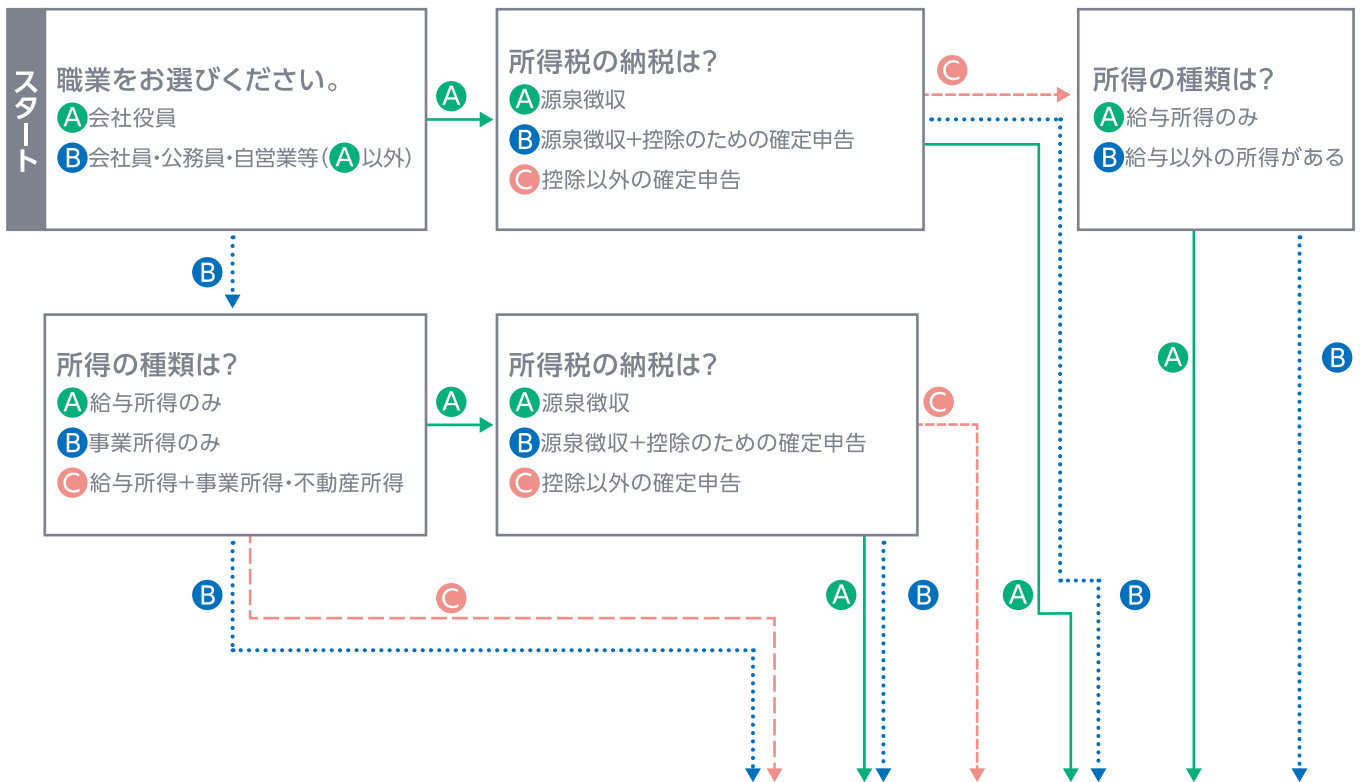 スタート
職業をお選びください。
A会社役員
B会社員・公務員・自営業等(A以外)
A
所得税の納税は?
A源泉徴収
B源泉徴収+控除のための確定申告
C控除以外の確定申告
C
所得の種類は?
A給与所得のみ
B給与以外の所得がある
B
所得の種類は?
A給与所得のみ
B事業所得のみ
C給与所得+事業所得・不動産所得
A
所得税の納税は?
A源泉徴収
B源泉徴収+控除のための確定申告
C控除以外の確定申告
C
A
B
B
C
A
B
A
B